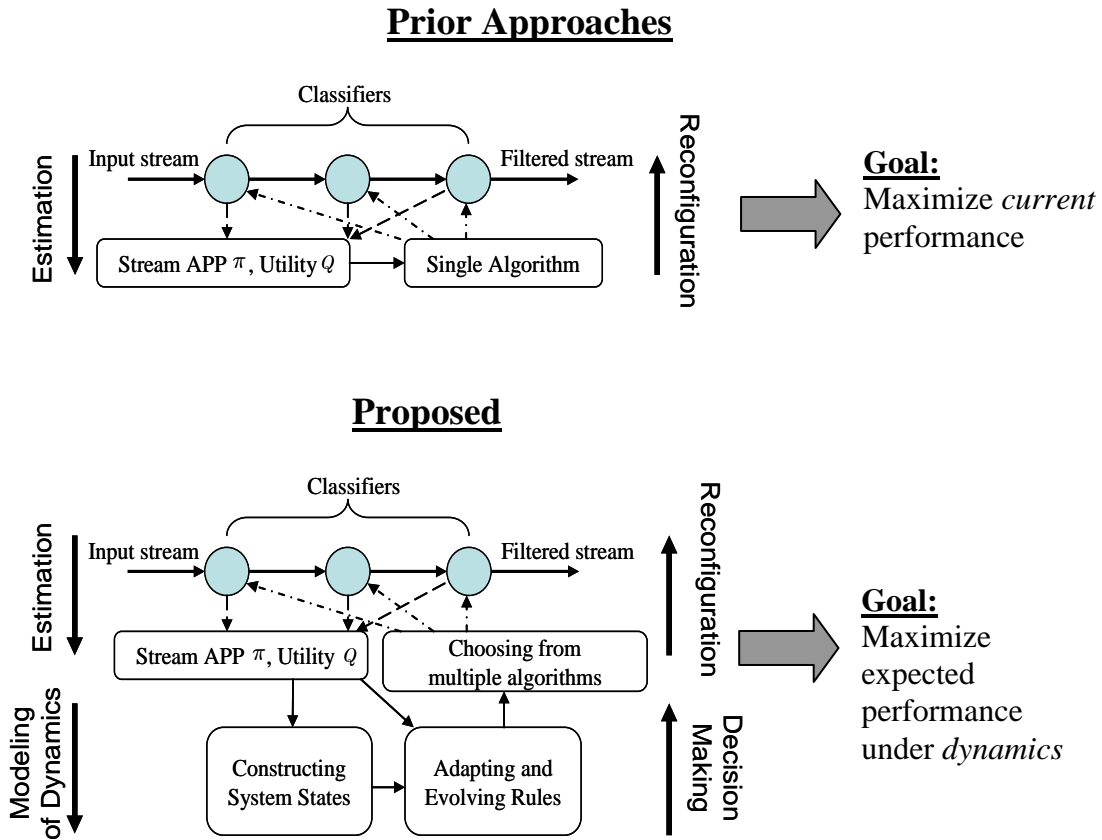 Prior Approaches
Classifiers
Input stream
Filtered stream
Estimation
Stream APP π, Utility Q
Single Algorithm
Reconfiguration
Goal:
Maximize current
performance
Proposed
Classifiers
Input stream
Filtered stream
Estimation
Stream APP π, Utility Q
Choosing from
multiple algorithms
Reconfiguration
Goal:
Maximize
expected
performance
under dynamics
Modeling
of Dynamics
Constructing
System States
Adapting and
Evolving Rules
Decision
Making